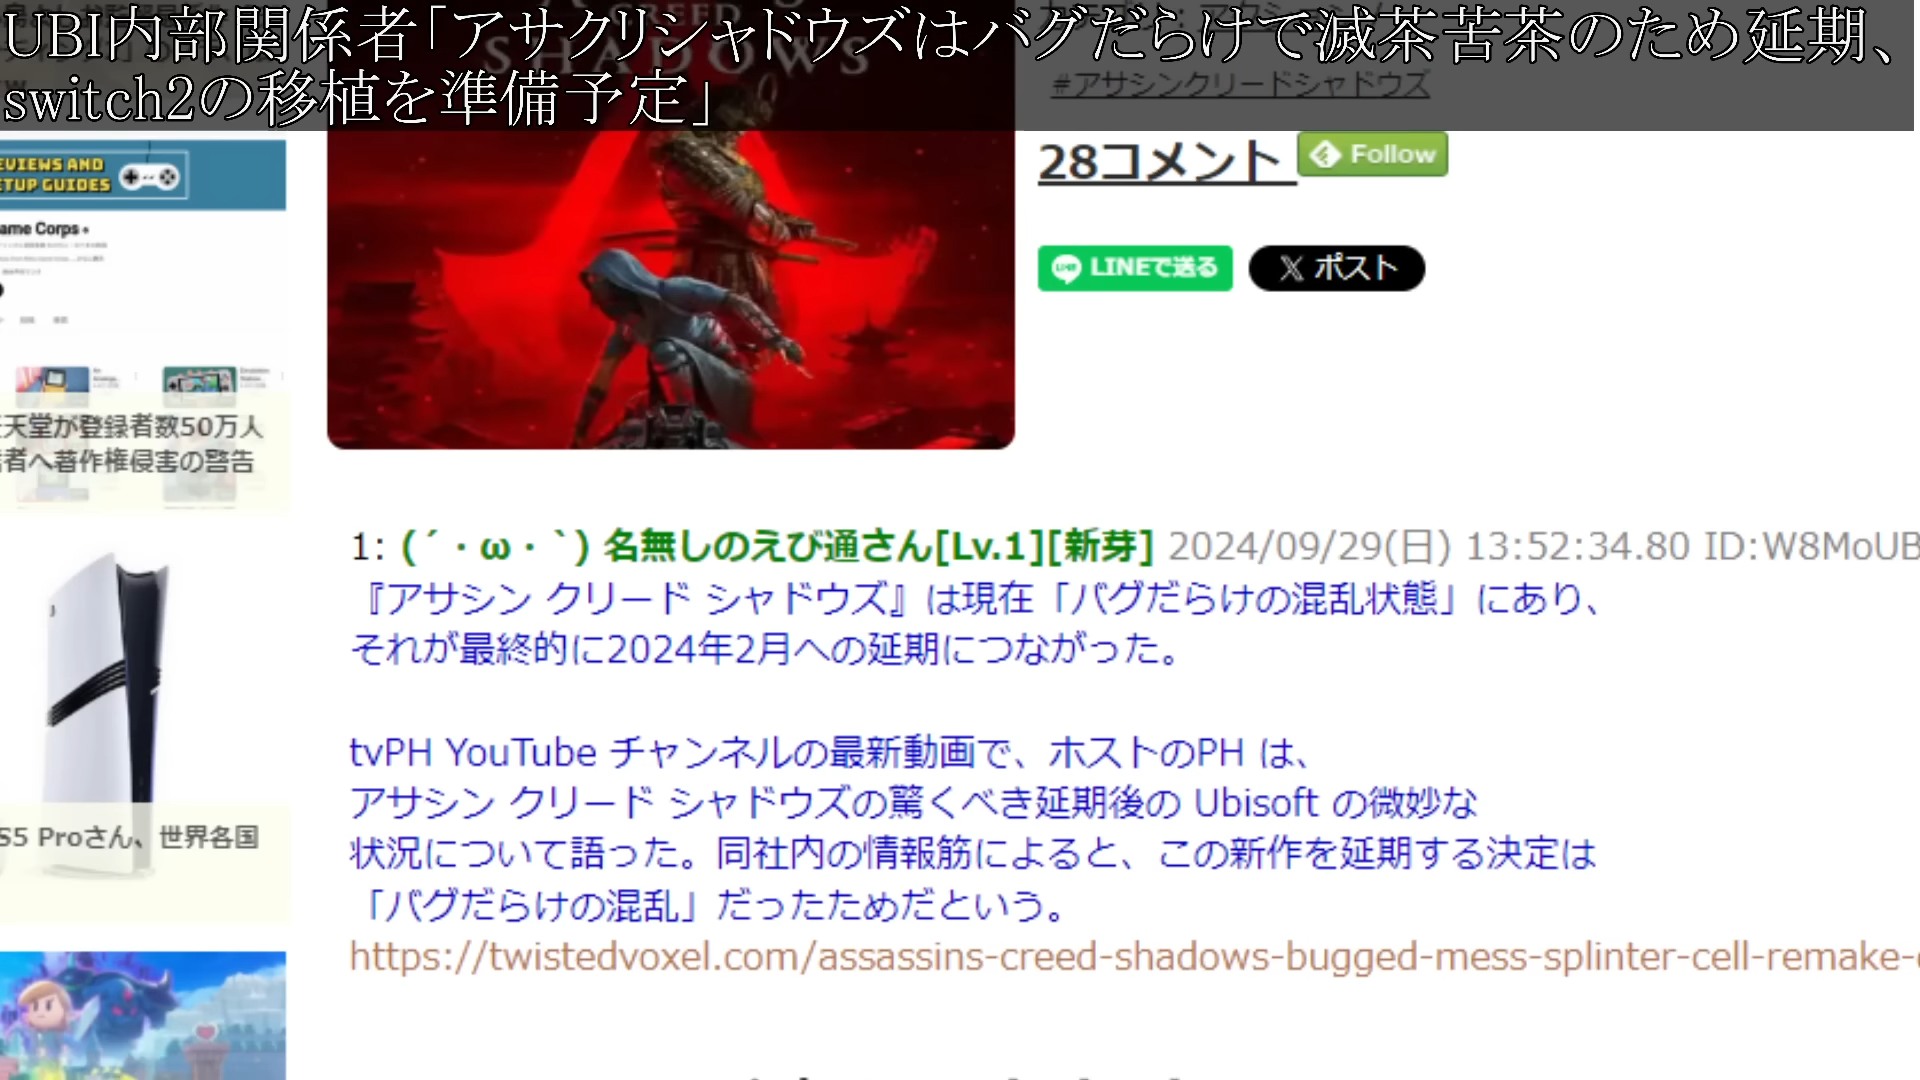 UBI内部関係者「アサクリシャドウズはバグだらけで滅茶苦茶のため延期、
switch2の移植を準備予定」
SHADOWS
#アサシンクリードシャドウズ
28コメント
Follow
LINEで送る
ポスト
EVIEWS AND
ETUP GUIDES
ame Corps
天堂が登録者数50万人
者へ著作権侵害の警告
S5 Proさん、世界各国
1: (´・ω・`) 名無しのえび通さん[Lv.1][新芽] 2024/09/29(日) 13:52:34.80 ID:W8MoUB
『アサシン クリード シャドウズ』は現在「バグだらけの混乱状態」にあり、
それが最終的に2024年2月への延期につながった。
tvPH YouTube チャンネルの最新動画で、ホストのPH は、
アサシン クリード シャドウズの驚くべき延期後の Ubisoft の微妙な
状況について語った。同社内の情報筋によると、この新作を延期する決定は
「バグだらけの混乱」だったためだという。
https://twistedvoxel.com/assassins-creed-shadows-bugged-mess-splinter-cell-remake-